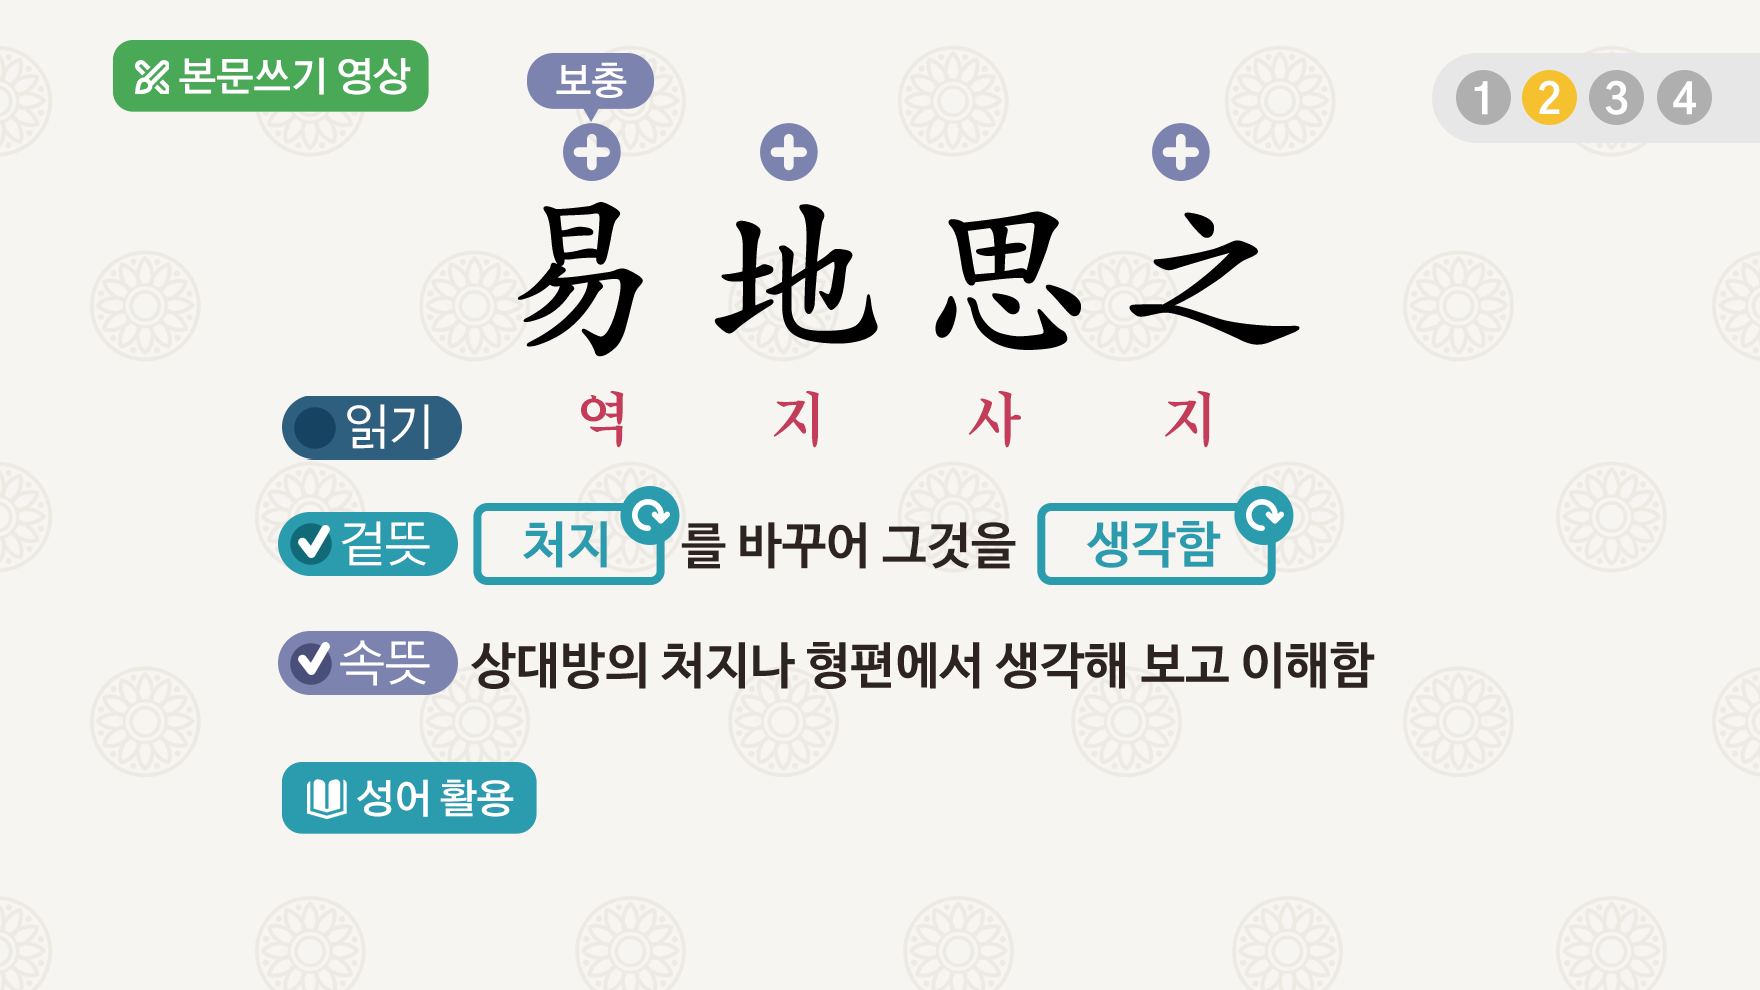 본문쓰기 영상
보충
1 2 3 4
易地思之
역 지 사 지
읽기
겉뜻 처지 를 바꾸어 그것을 생각함
속뜻 상대방의 처지나 형편에서 생각해 보고 이해함
성어 활용